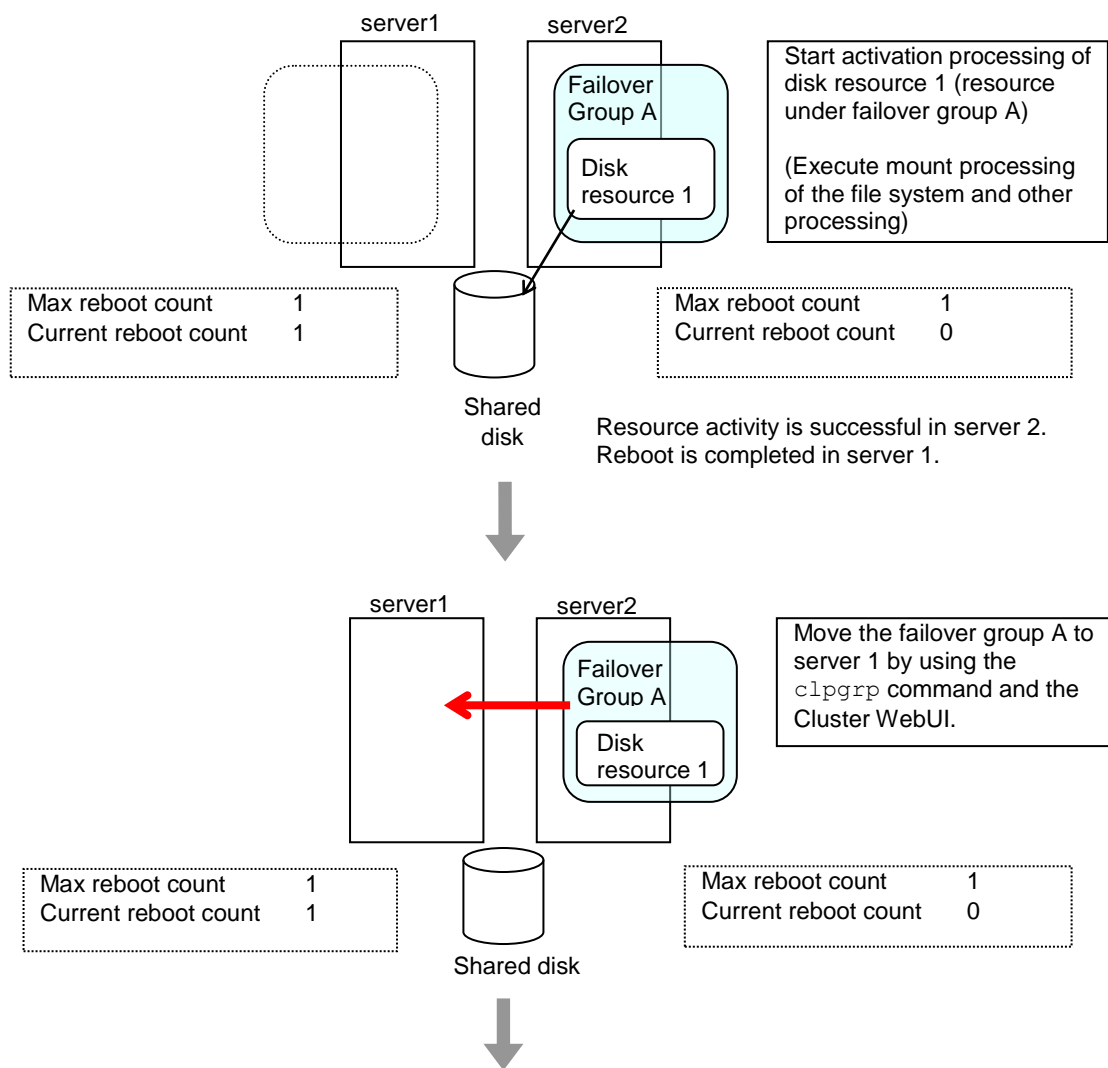 server1
server2
Start activation processing of
disk resource 1 (resource
under failover group A)
(Execute mount processing
of the file system and other
processing)
Failover
Group A
Disk
resource 1
Max reboot count 1
Current reboot count 1
Max reboot count 1
Current reboot count 0
Shared
disk
Resource activity is successful in server 2.
Reboot is completed in server 1.
server1
server2
Move the failover group A to
server 1 by using the
clpgrp command and the
Cluster WebUI.
Failover
Group A
Disk
resource 1
Max reboot count 1
Current reboot count 1
Max reboot count 1
Current reboot count 0
Shared disk